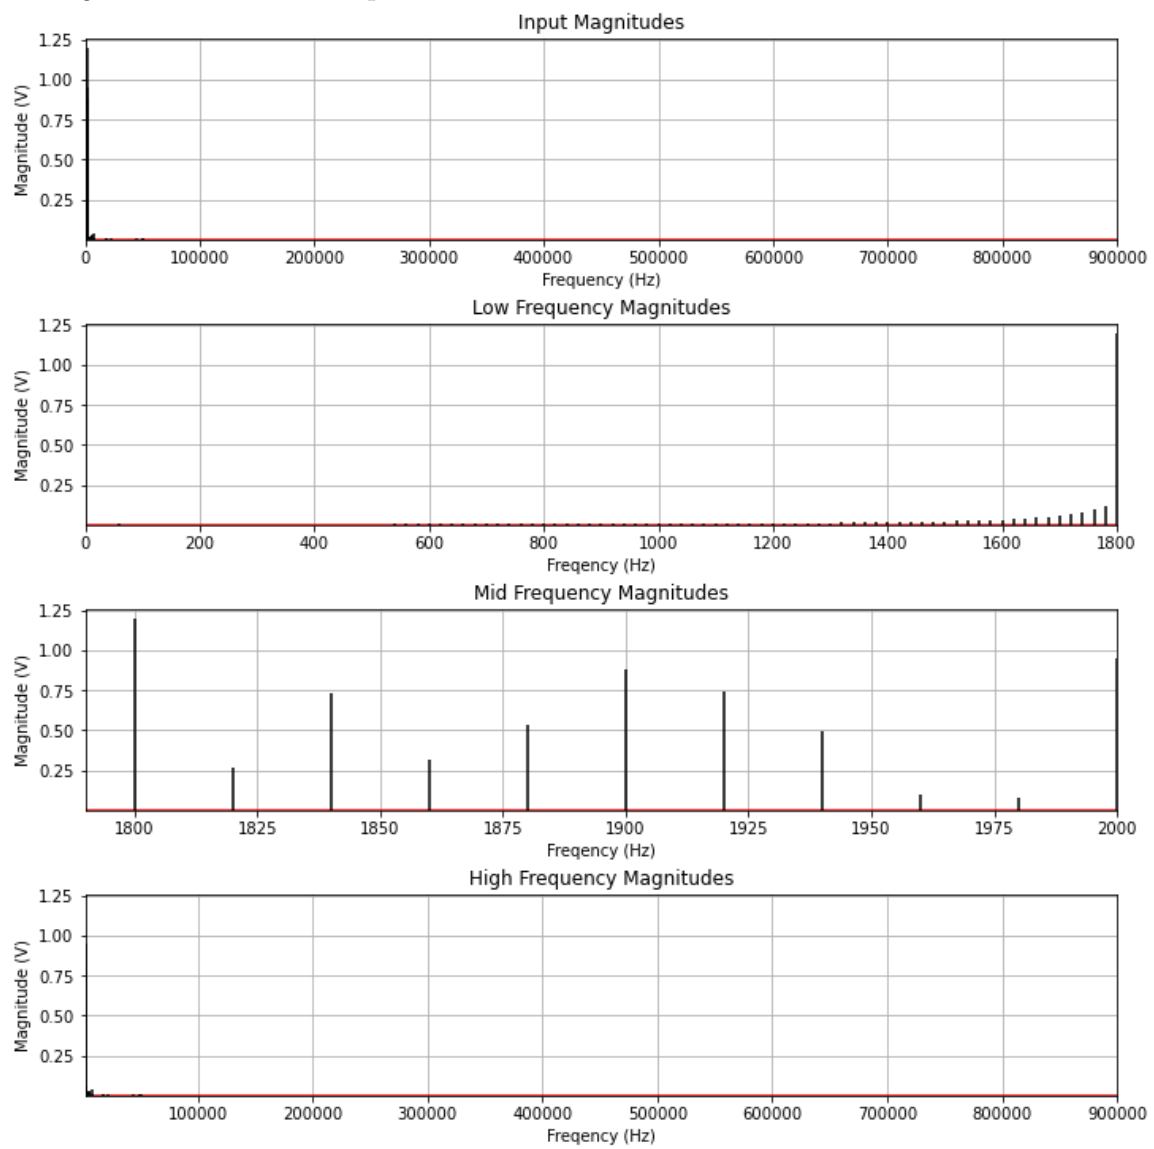 Input Magnitudes
Magnitude (V)
1.25
1.00
0.75
0.50
0.25
0 100000 200000 300000 400000 500000 600000 700000 800000 900000
Frequency (Hz)
Low Frequency Magnitudes
Magnitude (V)
1.25
1.00
0.75
0.50
0.25
0 200 400 600 800 1000 1200 1400 1600 1800
Freqency (Hz)
Mid Frequency Magnitudes
Magnitude (V)
1.25
1.00
0.75
0.50
0.25
1800 1825 1850 1875 1900 1925 1950 1975 2000
Freqency (Hz)
High Frequency Magnitudes
Magnitude (V)
1.25
1.00
0.75
0.50
0.25
100000 200000 300000 400000 500000 600000 700000 800000 900000
Freqency (Hz)